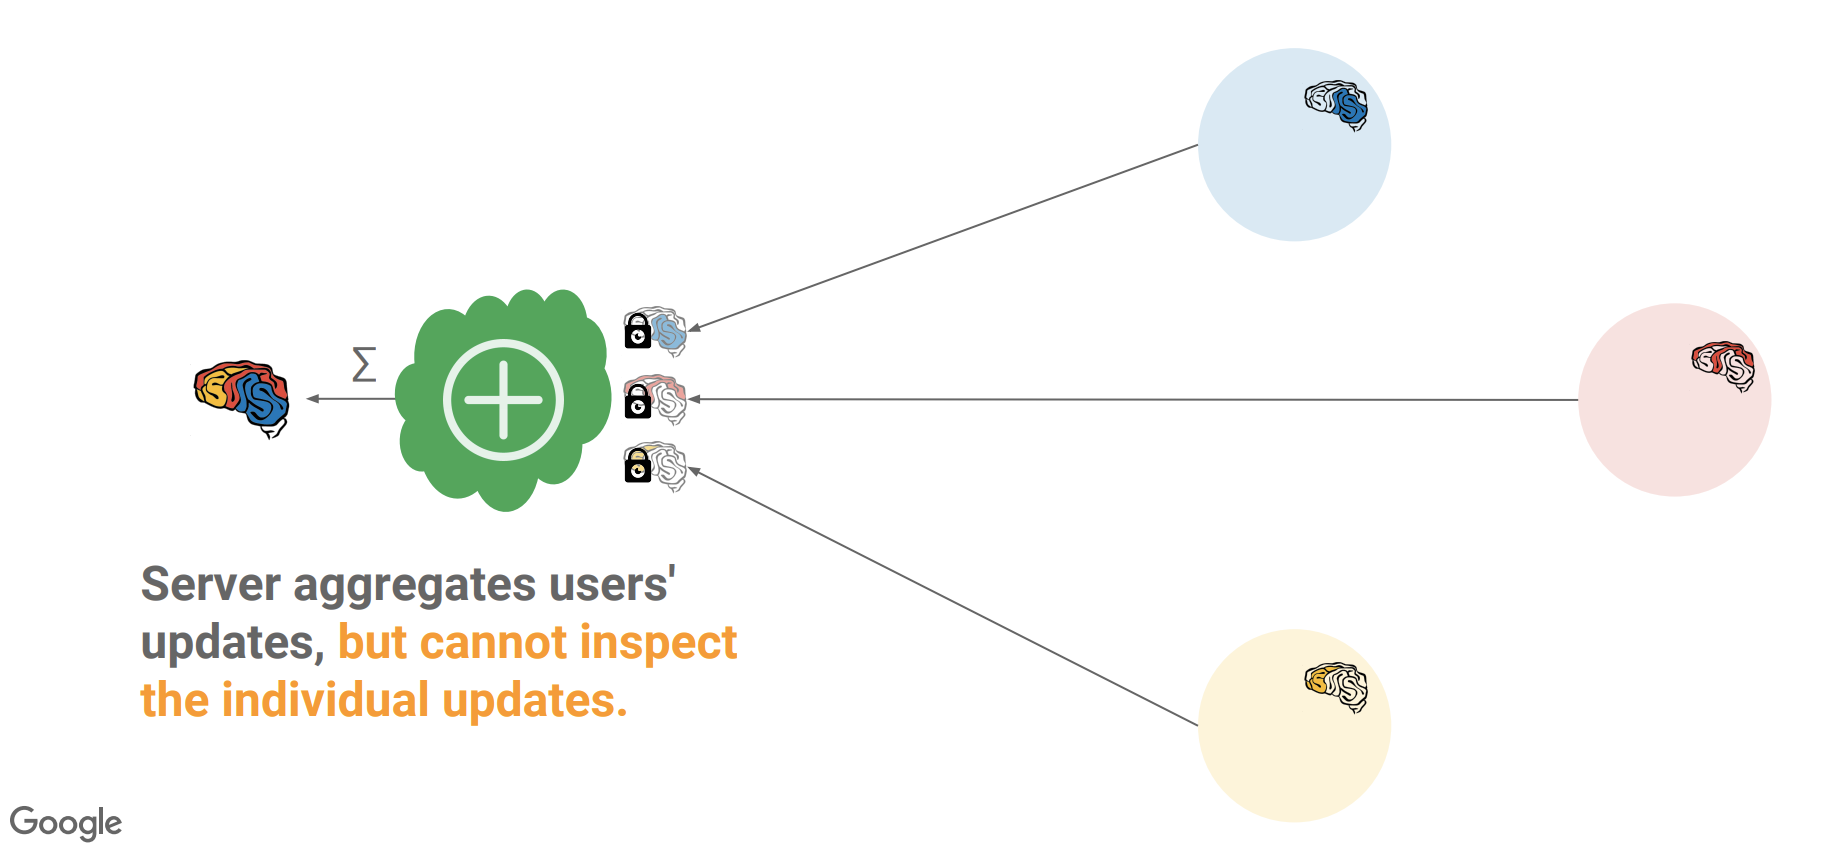 Σ
Server aggregates users'
updates, but cannot inspect
the individual updates.
Google